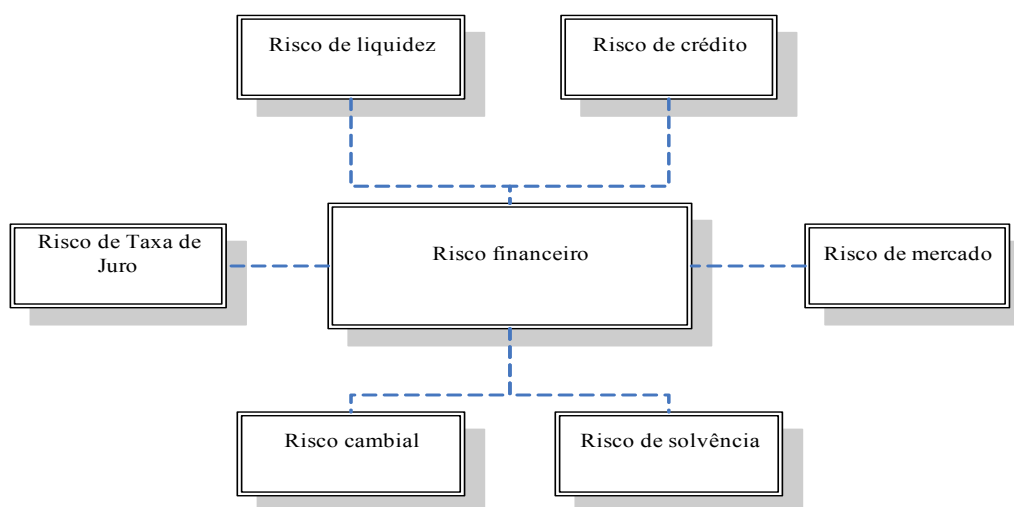 Risco de liquidez
Risco de crédito
Risco de Taxa de
Juro
Risco financeiro
Risco de mercado
Risco cambial
Risco de solvência